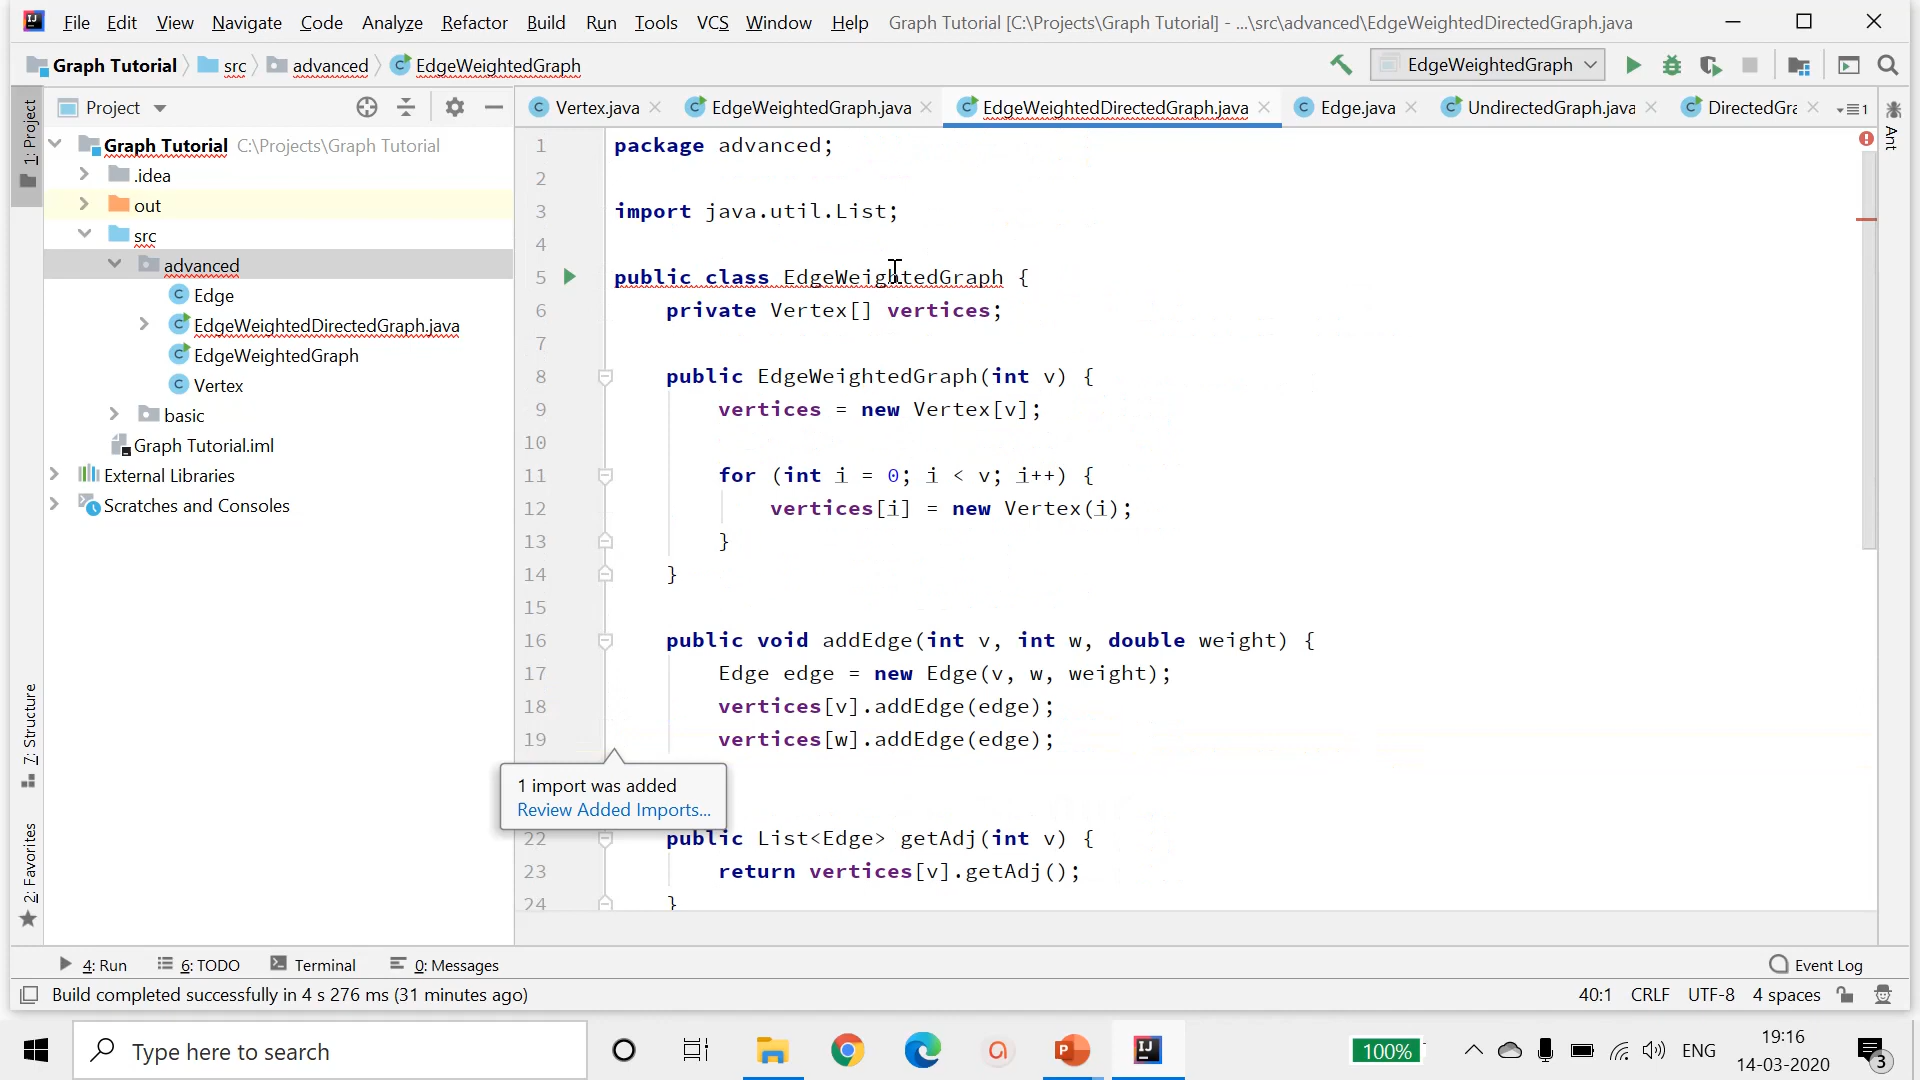 File Edit View Navigate Code Analyze Refactor Build Run Tools VCS Window Help Graph Tutorial [C:\Projects\Graph Tutorial] - ...\src\advanced\EdgeWeightedDirectedGraph.java
Graph Tutorial src advanced EdgeWeightedGraph EdgeWeightedGraph
Project
Vertex.java EdgeWeightedGraph.java EdgeWeightedDirectedGraph.java Edge.java UndirectedGraph.java DirectedGra 1
1: Project
7: Structure
2: Favorites
Ant
Graph Tutorial C:\Projects\Graph Tutorial
.idea
out
src
advanced
Edge
EdgeWeightedDirectedGraph.java
EdgeWeightedGraph
Vertex
basic
Graph Tutorial.iml
External Libraries
Scratches and Consoles
1 package advanced;
2
3 import java.util.List;
4
5 public class EdgeWeightedGraph {
6 private Vertex[] vertices;
7
8 public EdgeWeightedGraph(int v) {
9 vertices = new Vertex[v];
10
11 for (int i = 0; i < v; i++) {
12 vertices[i] = new Vertex(i);
13 }
14 }
15
16 public void addEdge(int v, int w, double weight) {
17 Edge edge = new Edge(v, w, weight);
18 vertices[v].addEdge(edge);
19 vertices[w].addEdge(edge);
1 import was added
Review Added Imports...
22 public List<Edge> getAdj(int v) {
23 return vertices[v].getAdj();
24 }
4: Run 6: TODO Terminal 0: Messages Event Log
Build completed successfully in 4 s 276 ms (31 minutes ago) 40:1 CRLF UTF-8 4 spaces
Type here to search 100% ENG 19:16
14-03-2020 3